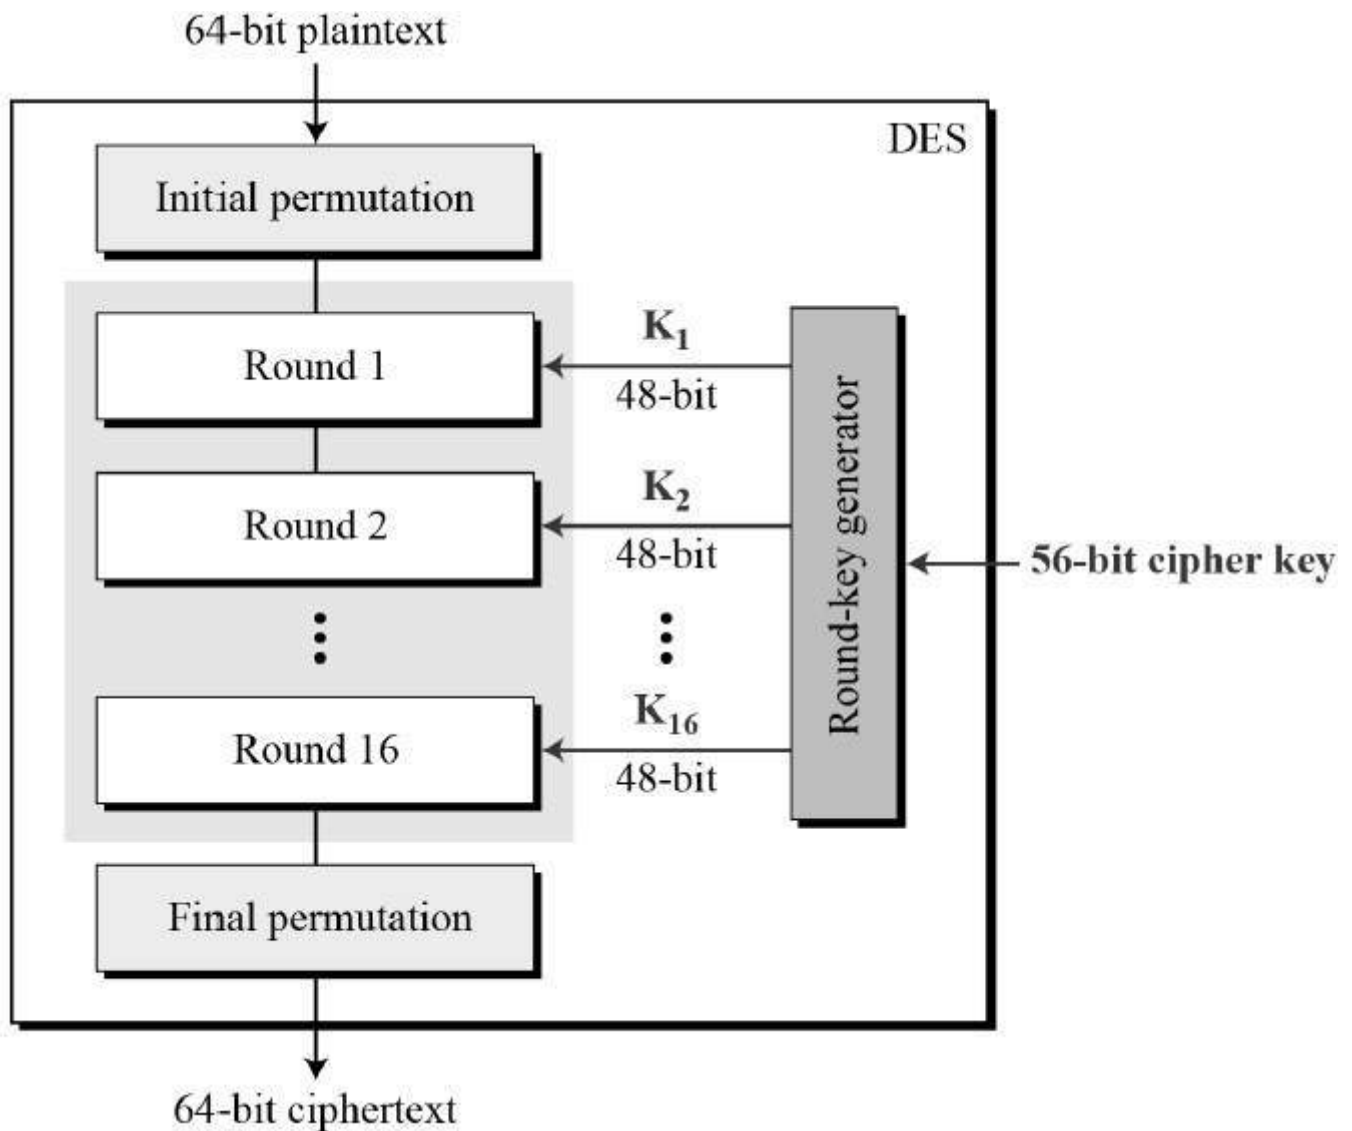 64-bit plaintext
DES
Initial permutation
Round 1
K₁
48-bit
Round 2
K₂
48-bit
Round-key generator
56-bit cipher key
Round 16
K₁₆
48-bit
Final permutation
64-bit ciphertext